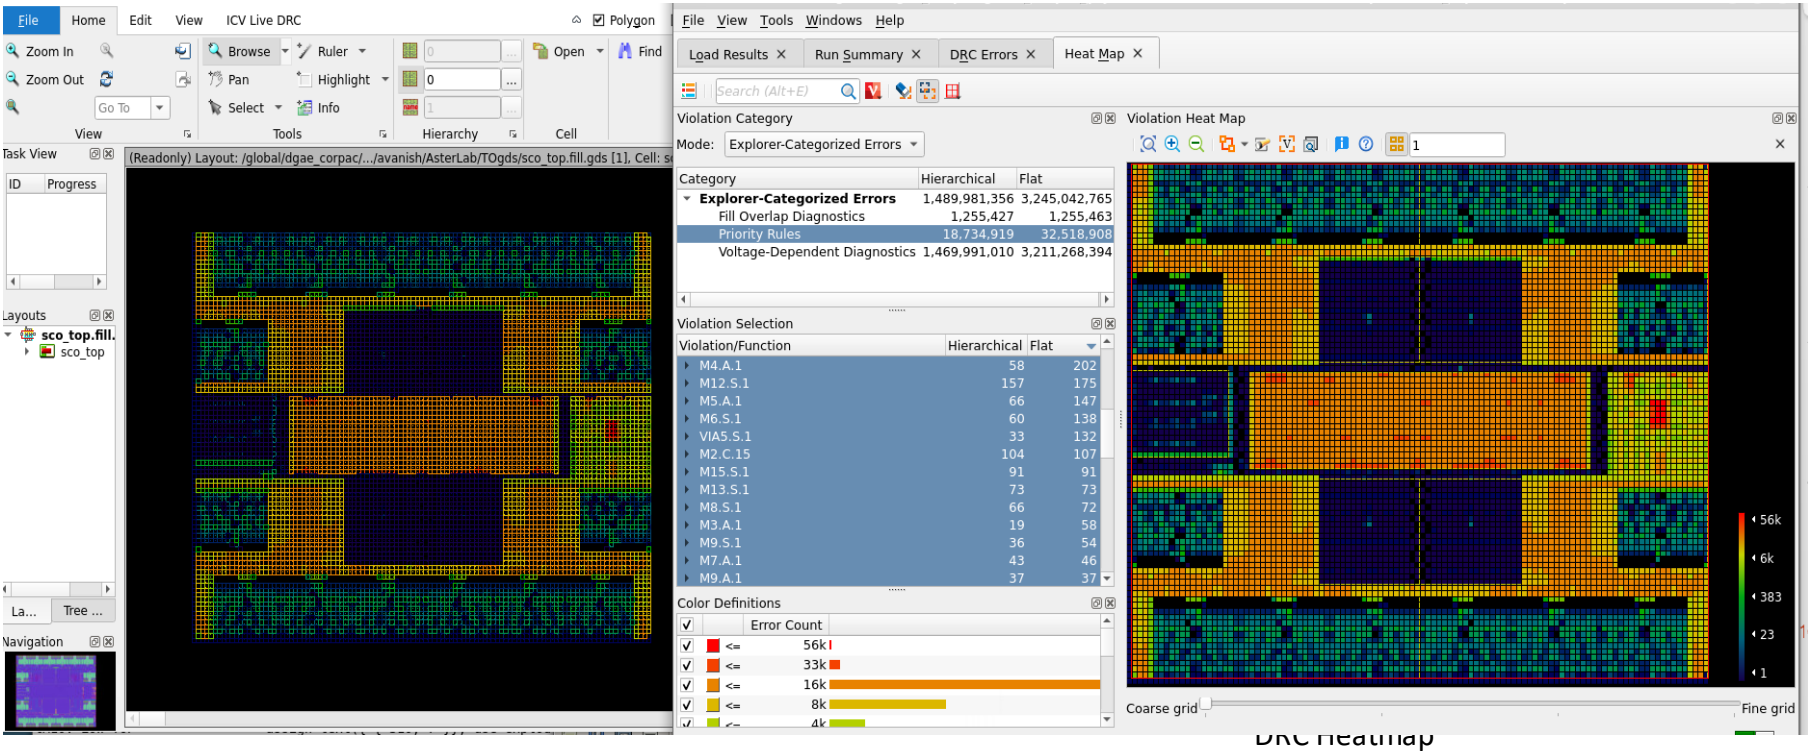 File Home Edit View ICV Live DRC Polygon
Zoom In
Zoom Out
Go To
View
Browse
Pan
Select
Ruler
Highlight
Info
Tools
0
0
1
Hierarchy
Open
Cell
Find
Task View
ID Progress
(Readonly) Layout: /global/dgae_corpac/.../avanish/AsterLab/TOgds/sco_top.fill.gds [1], Cell: s
Layouts
sco_top.fill.
sco_top
La... Tree ...
Navigation
File View Tools Windows Help
Load Results Run Summary DRC Errors Heat Map
Search (Alt+E)
Violation Category
Mode: Explorer-Categorized Errors
Category Hierarchical Flat
Explorer-Categorized Errors 1,489,981,356 3,245,042,765
Fill Overlap Diagnostics 1,255,427 1,255,463
Priority Rules 18,734,919 32,518,908
Voltage-Dependent Diagnostics 1,469,991,010 3,211,268,394
Violation Selection
Violation/Function Hierarchical Flat
M4.A.1 58 202
M12.S.1 157 175
M5.A.1 66 147
M6.S.1 60 138
VIA5.S.1 33 132
M2.C.15 104 107
M15.S.1 91 91
M13.S.1 73 73
M8.S.1 66 72
M3.A.1 19 58
M9.S.1 36 54
M7.A.1 43 46
M9.A.1 37 37
Color Definitions
Error Count
<= 56k
<= 33k
<= 16k
<= 8k
<= 4k
Violation Heat Map
1
56k
6k
383
23
1
Coarse grid Fine grid
DRC Heatmap